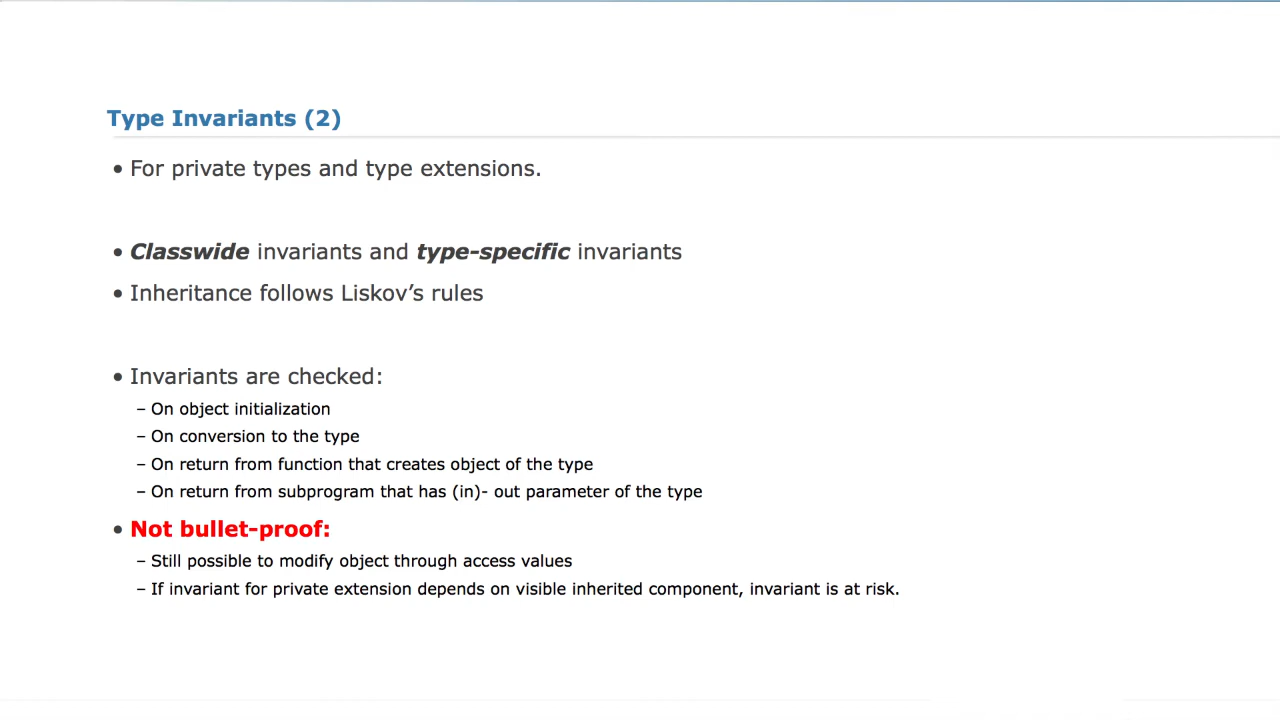 Type Invariants (2)
• For private types and type extensions.
• Classwide invariants and type-specific invariants
• Inheritance follows Liskov’s rules
• Invariants are checked:
– On object initialization
– On conversion to the type
– On return from function that creates object of the type
– On return from subprogram that has (in)- out parameter of the type
• Not bullet-proof:
– Still possible to modify object through access values
– If invariant for private extension depends on visible inherited component, invariant is at risk.